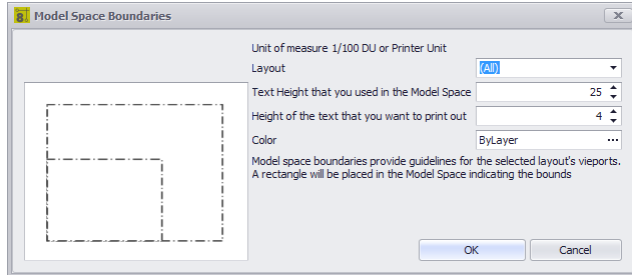 Model Space Boundaries
Unit of measure 1/100 DU or Printer Unit
Layout (All)
Text Height that you used in the Model Space 25
Height of the text that you want to print out 4
Color ByLayer ...
Model space boundaries provide guidelines for the selected layout's vieports.
A rectangle will be placed in the Model Space indicating the bounds
OK Cancel